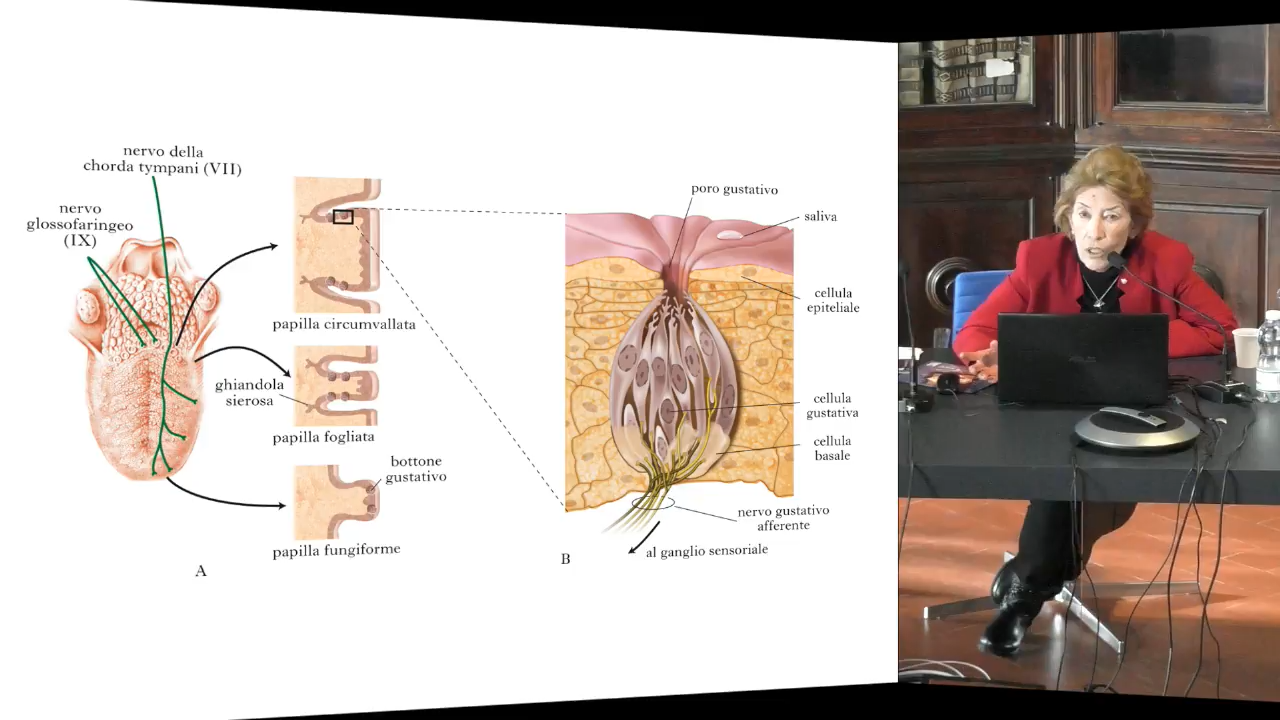 nervo della
chorda tympani (VII)
nervo
glossofaringeo
(IX)
papilla circumvallata
ghiandola
sierosa
papilla fogliata
bottone
gustativo
papilla fungiforme
A
poro gustativo
saliva
cellula
epiteliale
cellula
gustativa
cellula
basale
nervo gustativo
afferente
al ganglio sensoriale
B